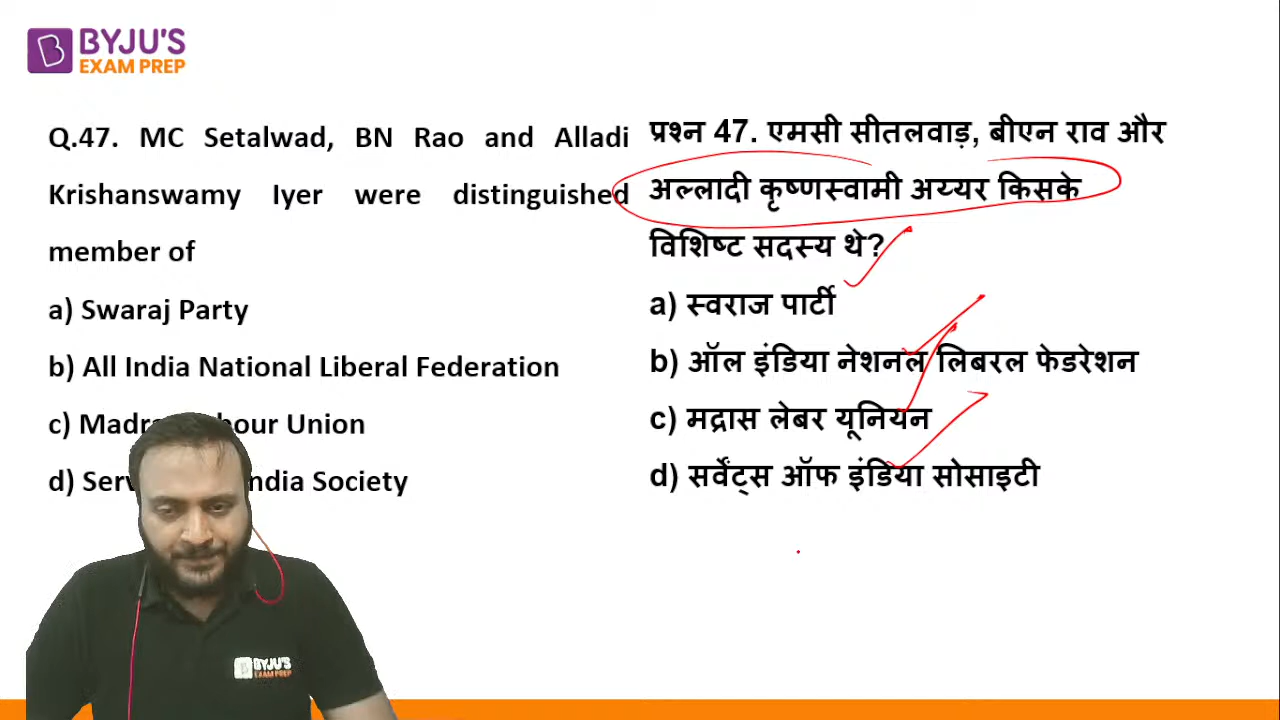 BYJU'S
EXAM PREP
Q.47. MC Setalwad, BN Rao and Alladi
Krishanswamy Iyer were distinguished
member of
a) Swaraj Party
b) All India National Liberal Federation
c) Madra our Union
d) Serv ndia Society
प्रश्न 47. एमसी सीतलवाड़, बीएन राव और
अल्लादी कृष्णस्वामी अय्यर किसके
विशिष्ट सदस्य थे?
a) स्वराज पार्टी
b) ऑल इंडिया नेशनल लिबरल फेडरेशन
c) मद्रास लेबर यूनियन
d) सर्वेंट्स ऑफ इंडिया सोसाइटी
BYJU'S
EXAM PREP